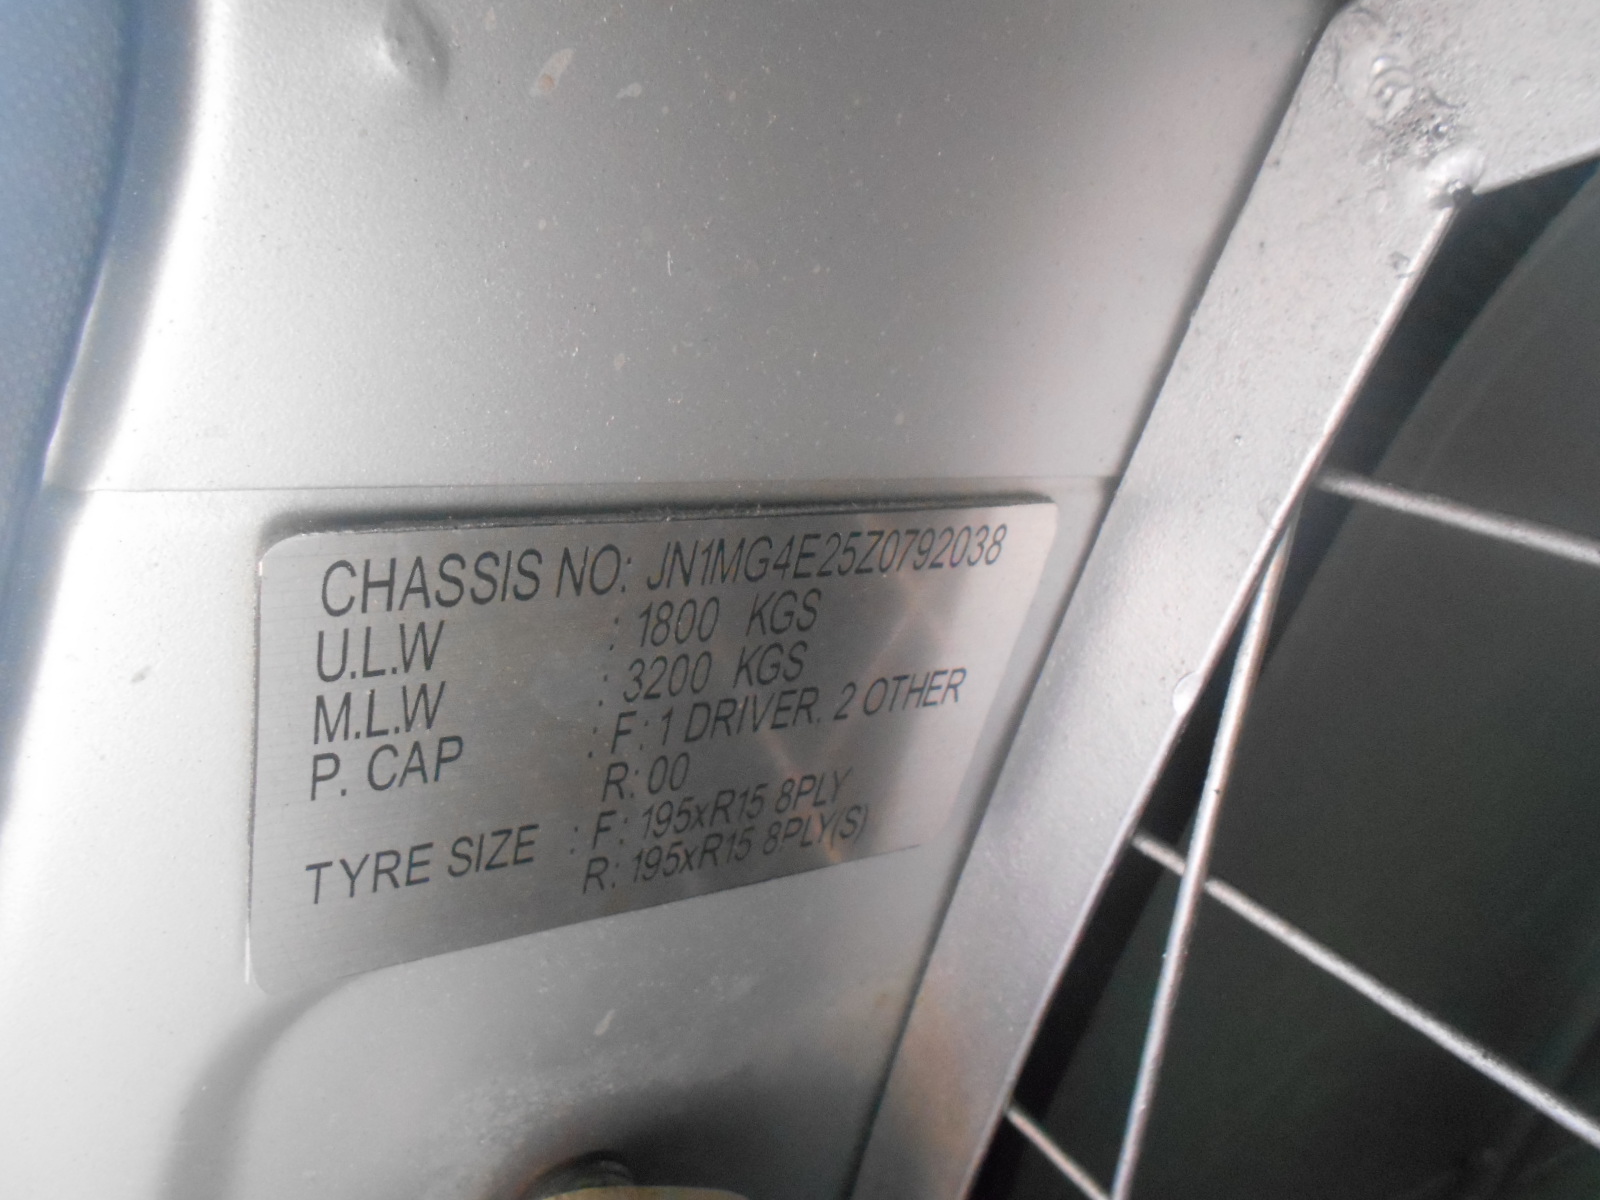 CHASSIS NO: JN1MG4E25Z0792038
U.L.W : 1800 KGS
M.L.W : 3200 KGS
P. CAP : F: 1 DRIVER. 2 OTHER
R: 00
TYRE SIZE : F: 195xR15 8PLY
R: 195xR15 8PLY(S)